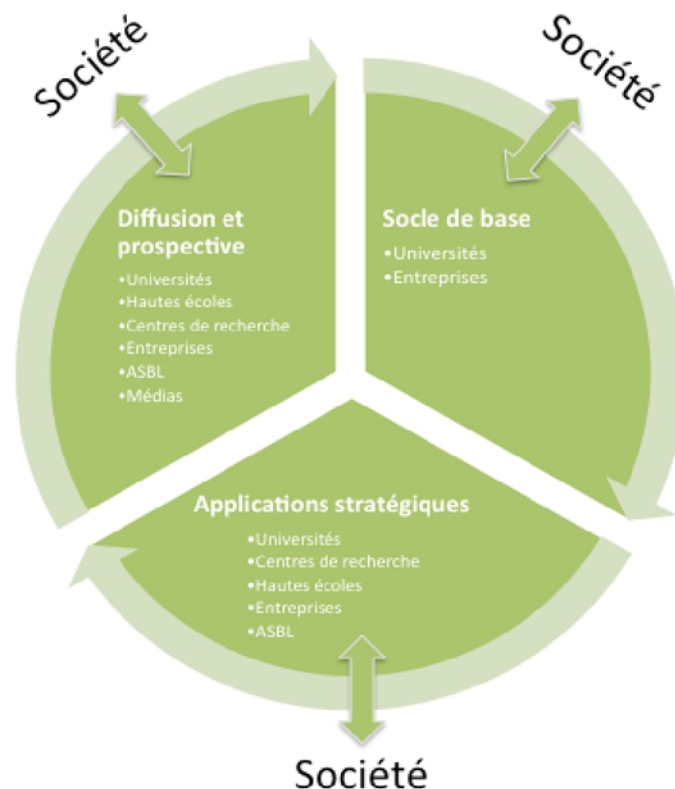 Société
Société
Diffusion et
prospective
•Universités
•Hautes écoles
•Centres de recherche
•Entreprises
•ASBL
•Médias
Socle de base
•Universités
•Entreprises
Applications stratégiques
•Universités
•Centres de recherche
•Hautes écoles
•Entreprises
•ASBL
Société